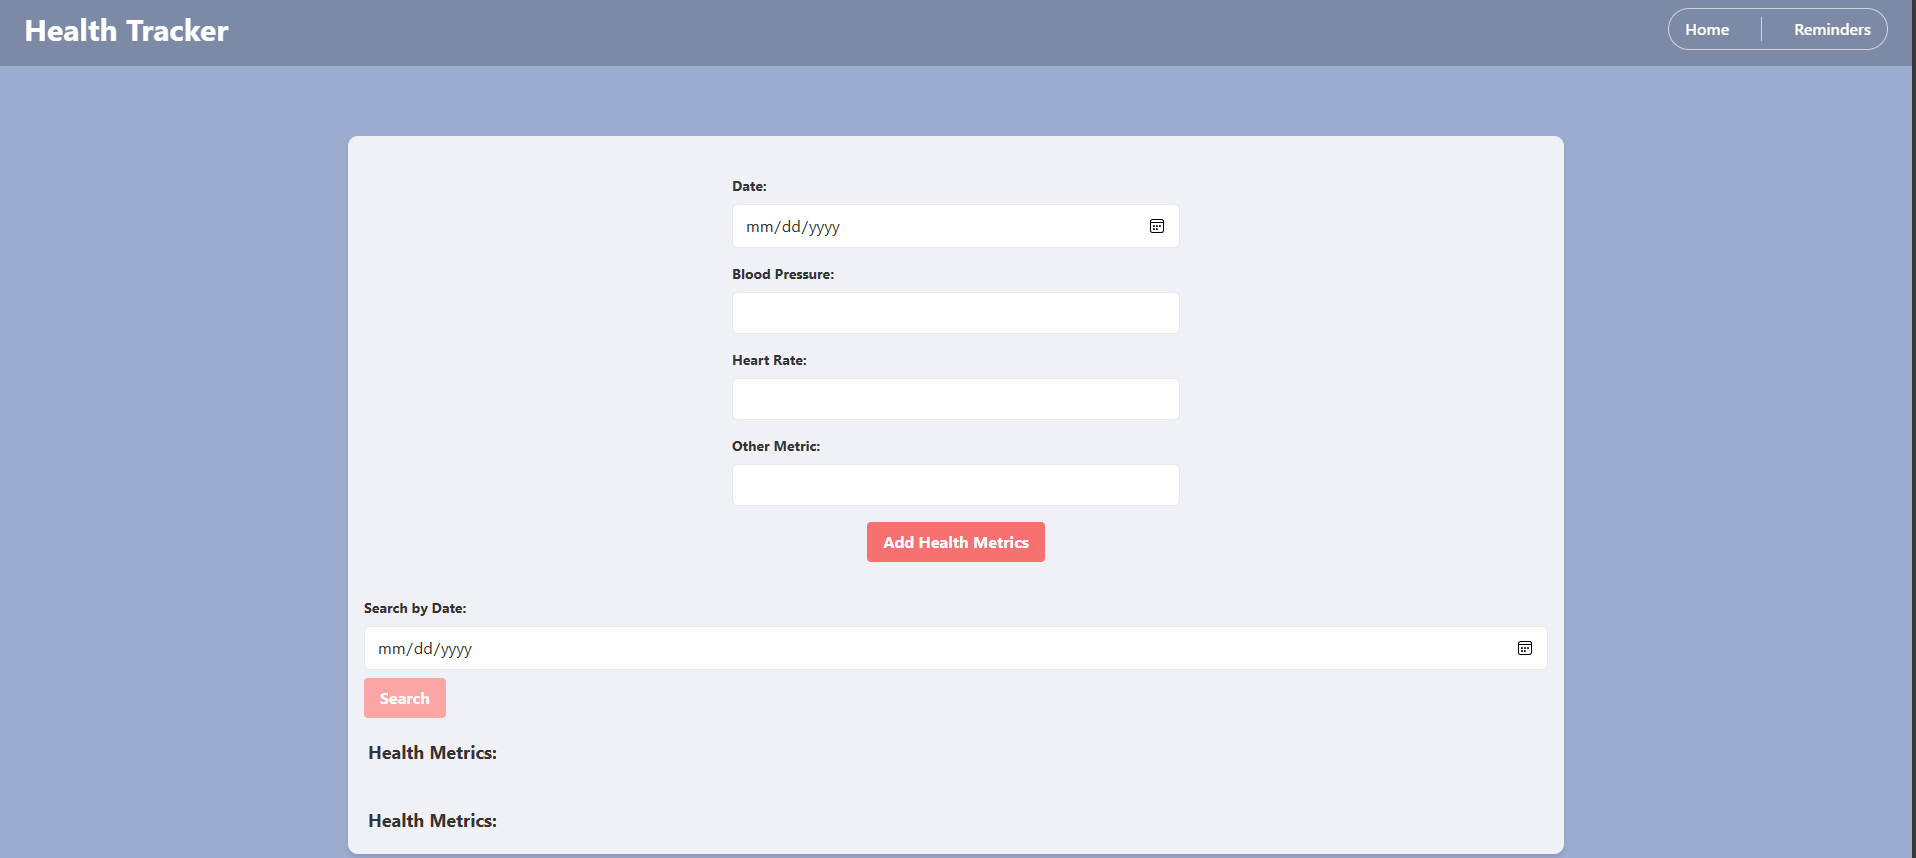 Health Tracker
Home
Reminders
Date:
mm/dd/yyyy
Blood Pressure:
Heart Rate:
Other Metric:
Add Health Metrics
Search by Date:
mm/dd/yyyy
Search
Health Metrics:
Health Metrics: